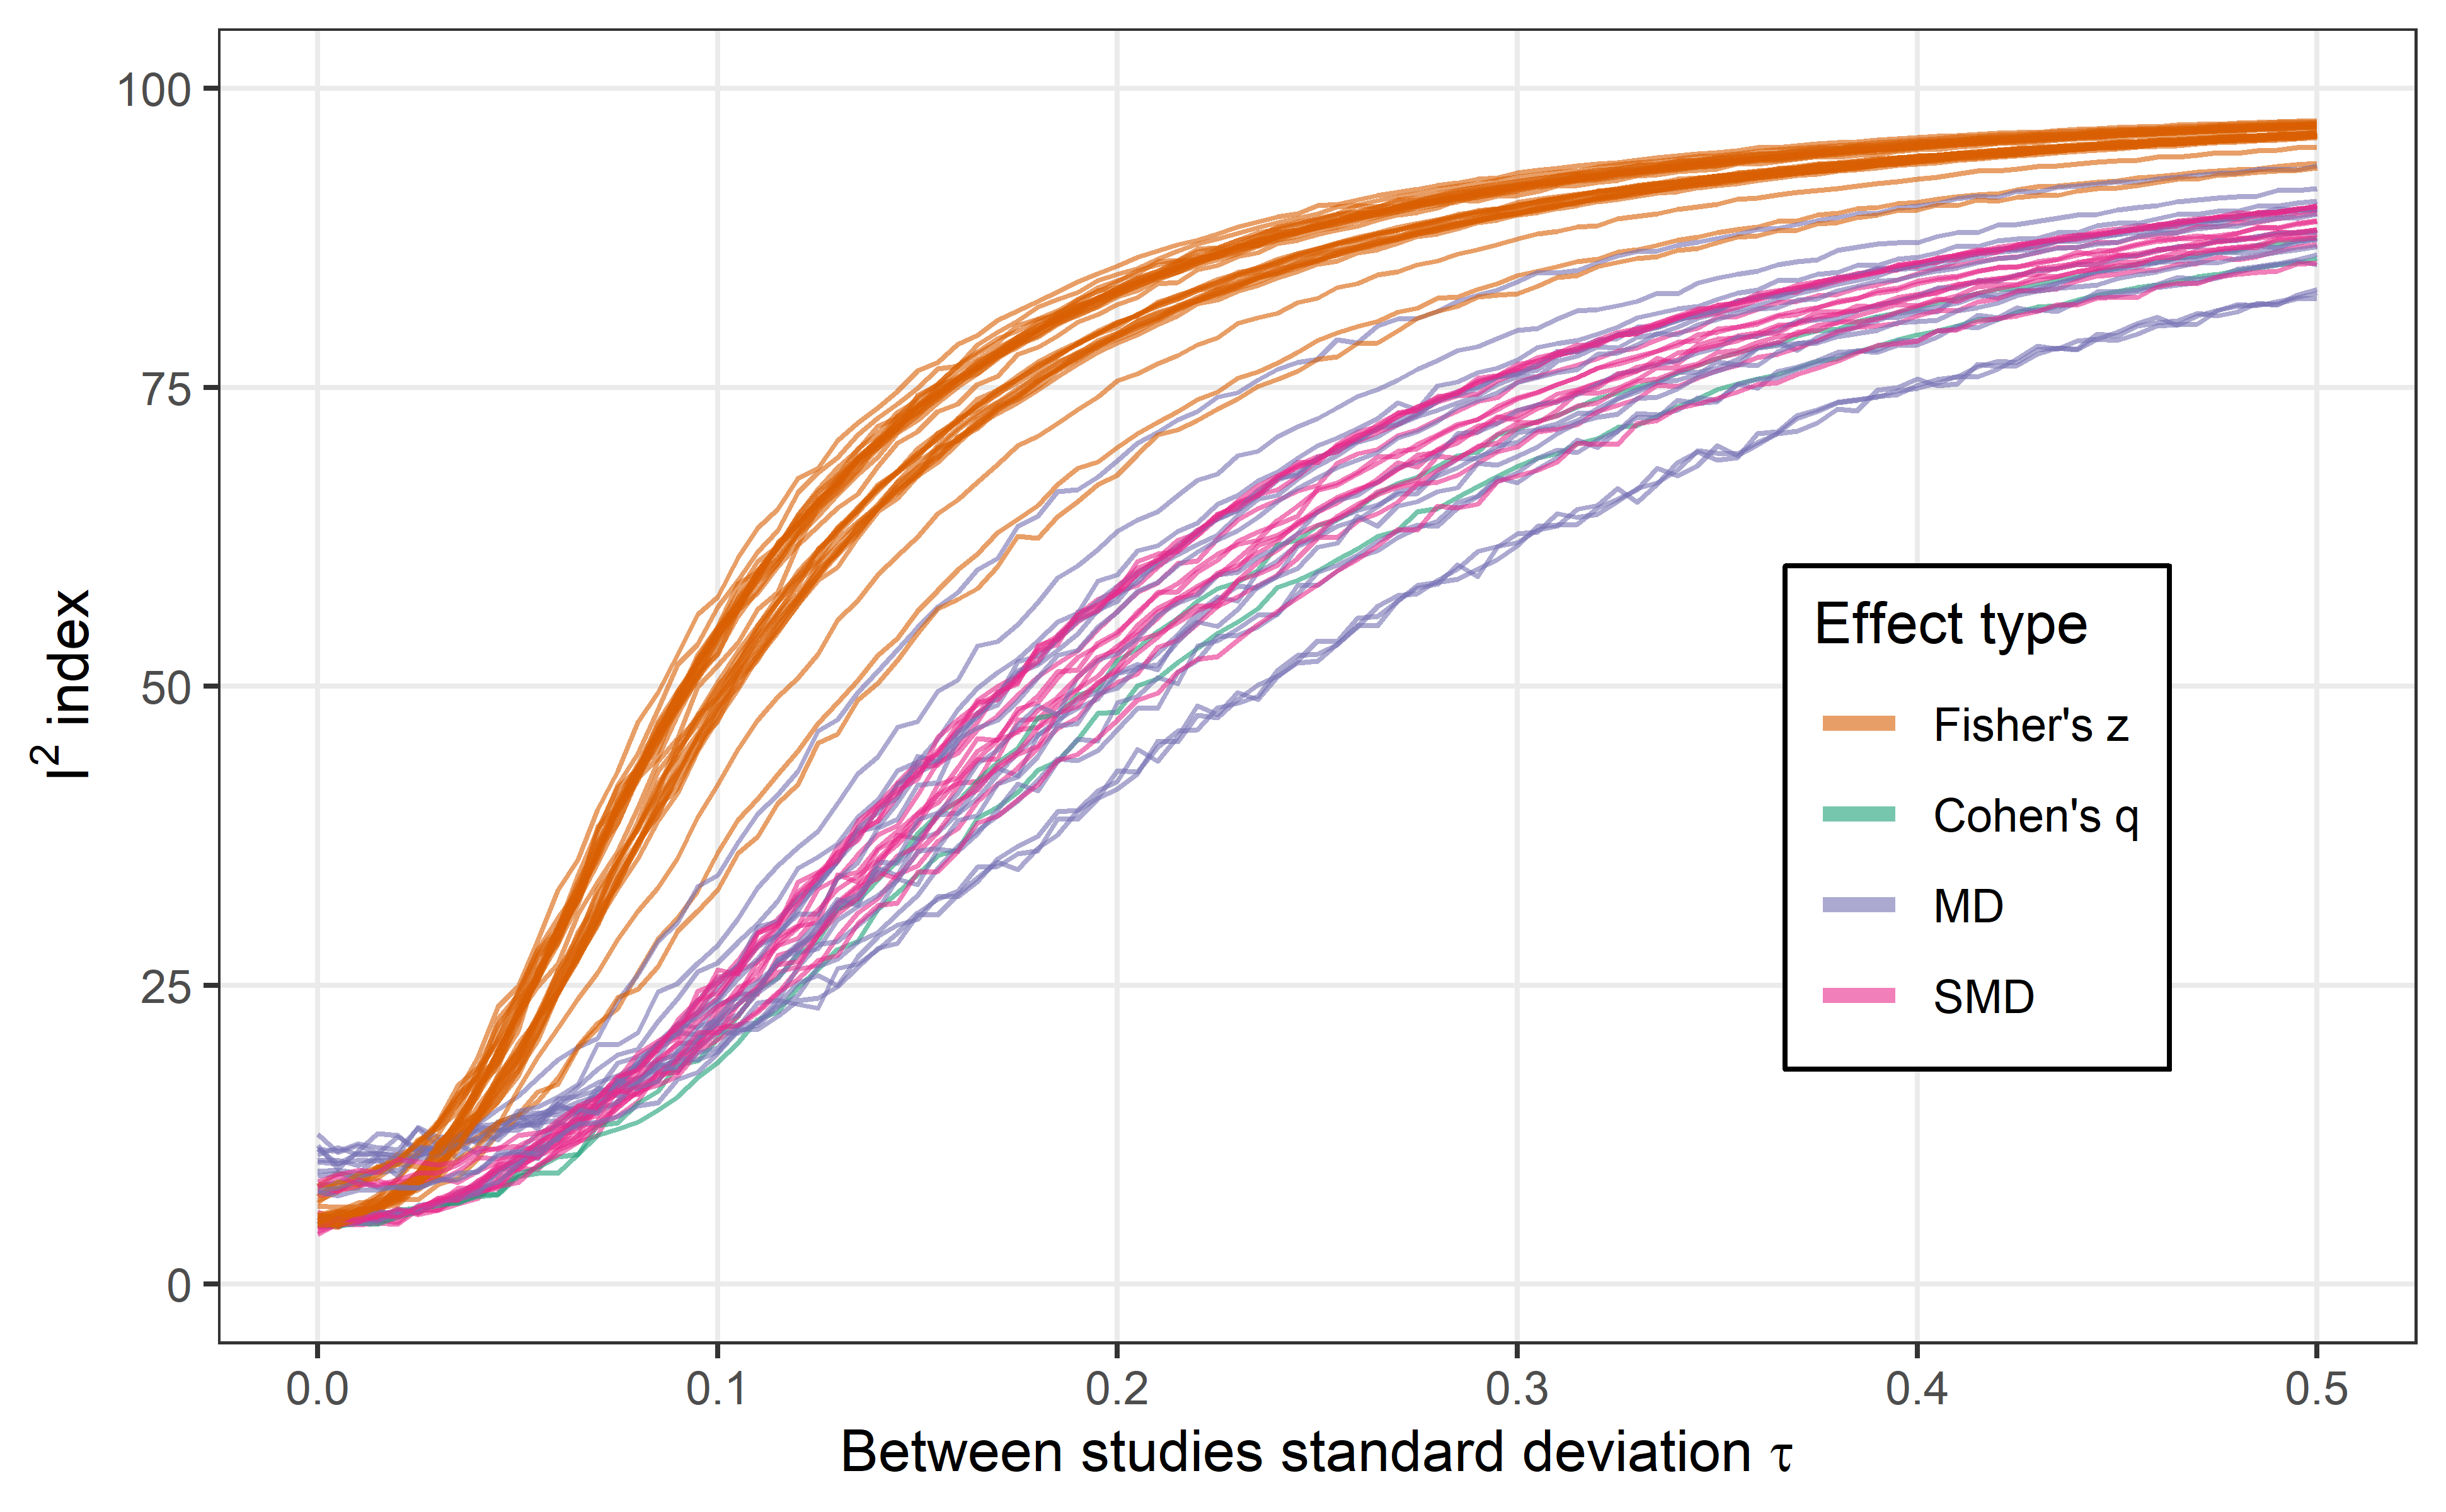 I² index
100
75
50
25
0
0.0
0.1
0.2
0.3
0.4
0.5
Between studies standard deviation τ
Effect type
Fisher's z
Cohen's q
MD
SMD